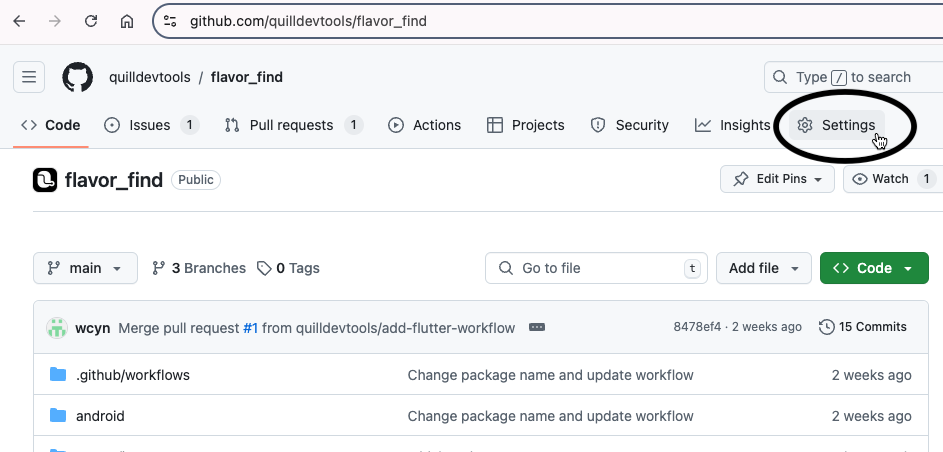 github.com/quilldevtools/flavor_find
quilldevtools / flavor_find
Type / to search
Code Issues 1 Pull requests 1 Actions Projects Security Insights Settings
flavor_find Public Edit Pins Watch 1
main 3 Branches 0 Tags Go to file t Add file Code
wcyn Merge pull request #1 from quilldevtools/add-flutter-workflow 8478ef4 · 2 weeks ago 15 Commits
.github/workflows Change package name and update workflow 2 weeks ago
android Change package name and update workflow 2 weeks ago